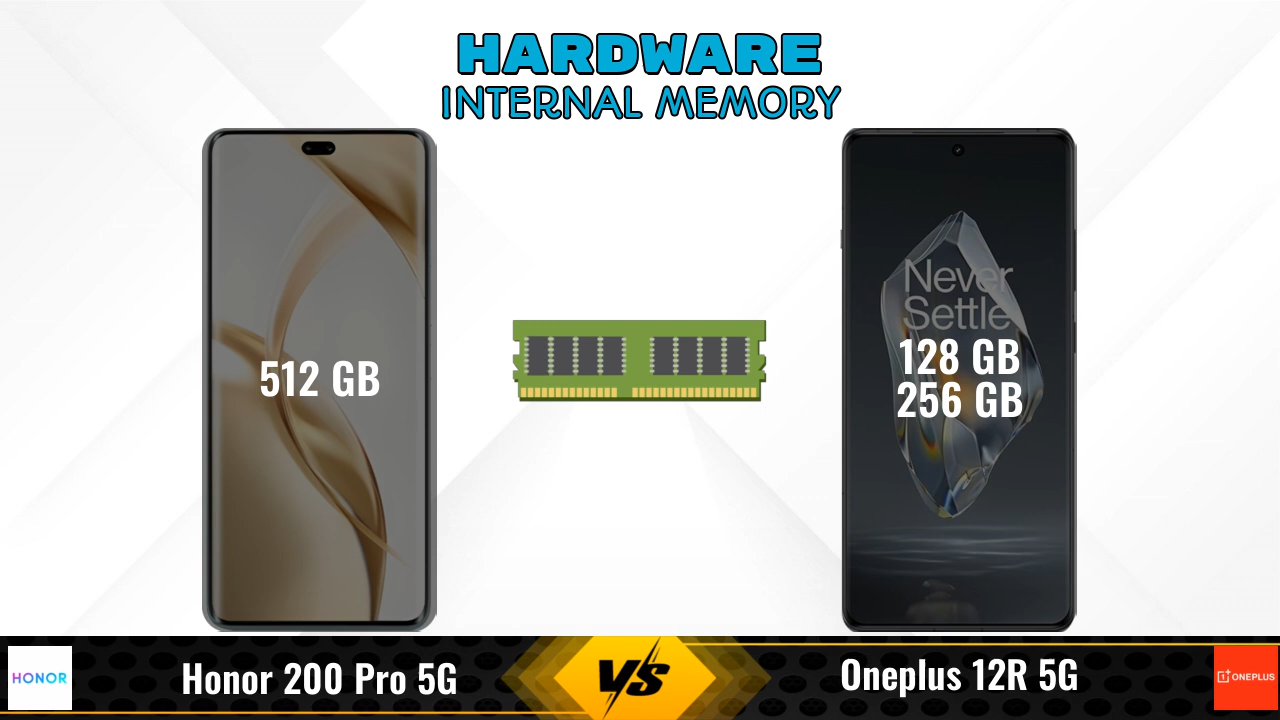 HARDWARE
INTERNAL MEMORY
512 GB
Never
Settle
128 GB
256 GB
HONOR
Honor 200 Pro 5G
VS
Oneplus 12R 5G
1+ ONEPLUS